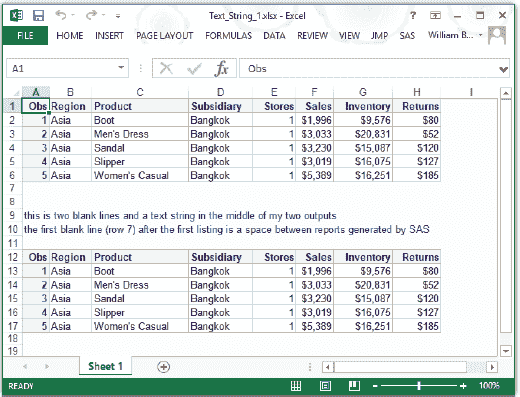 Text_String_1.xlsx - Excel
FILE HOME INSERT PAGE LAYOUT FORMULAS DATA REVIEW VIEW JMP SAS William B...
A1 fx Obs
A B C D E F G H I
1 Obs Region Product Subsidiary Stores Sales Inventory Returns
2 1 Asia Boot Bangkok 1 $1,996 $9,576 $80
3 2 Asia Men's Dress Bangkok 1 $3,033 $20,831 $52
4 3 Asia Sandal Bangkok 1 $3,230 $15,087 $120
5 4 Asia Slipper Bangkok 1 $3,019 $16,075 $127
6 5 Asia Women's Casual Bangkok 1 $5,389 $16,251 $185
7
8
9 this is two blank lines and a text string in the middle of my two outputs
10 the first blank line (row 7) after the first listing is a space between reports generated by SAS
11
12 Obs Region Product Subsidiary Stores Sales Inventory Returns
13 1 Asia Boot Bangkok 1 $1,996 $9,576 $80
14 2 Asia Men's Dress Bangkok 1 $3,033 $20,831 $52
15 3 Asia Sandal Bangkok 1 $3,230 $15,087 $120
16 4 Asia Slipper Bangkok 1 $3,019 $16,075 $127
17 5 Asia Women's Casual Bangkok 1 $5,389 $16,251 $185
18
19
Sheet 1
READY 100%